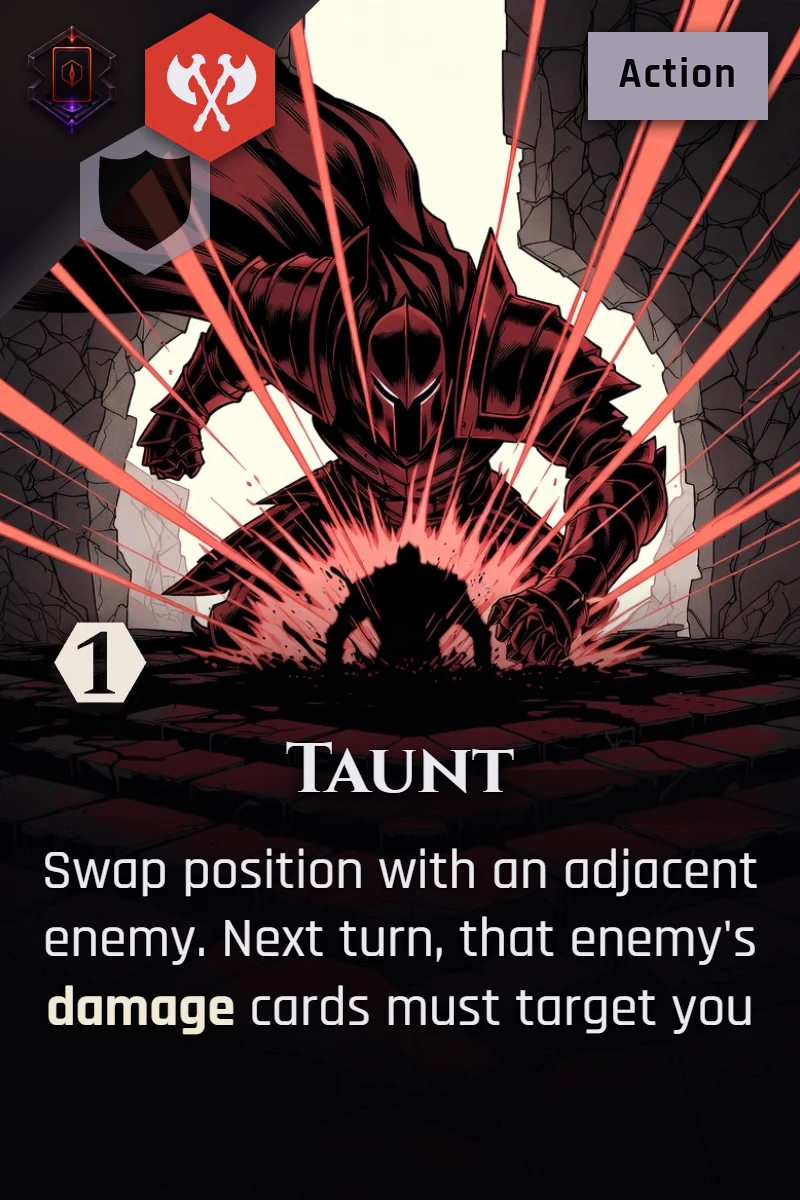 Action
1
Taunt
Swap position with an adjacent
enemy. Next turn, that enemy's
damage cards must target you